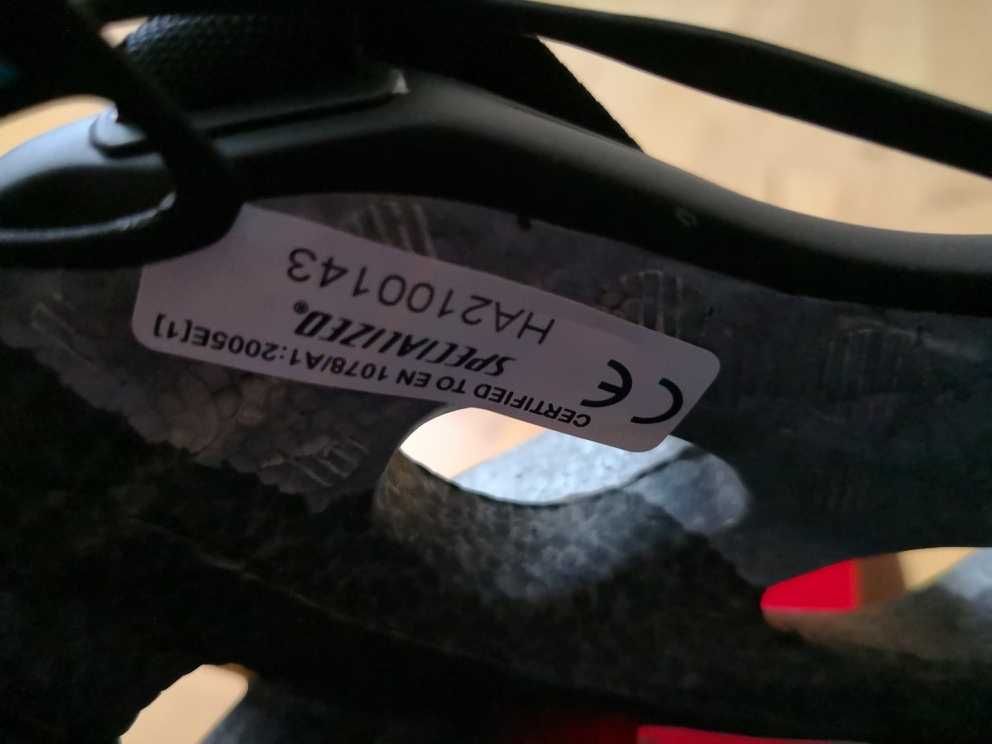 CE
CERTIFIED TO EN 1078/A1:2005E[1]
SPECIALIZED®
HA2100143